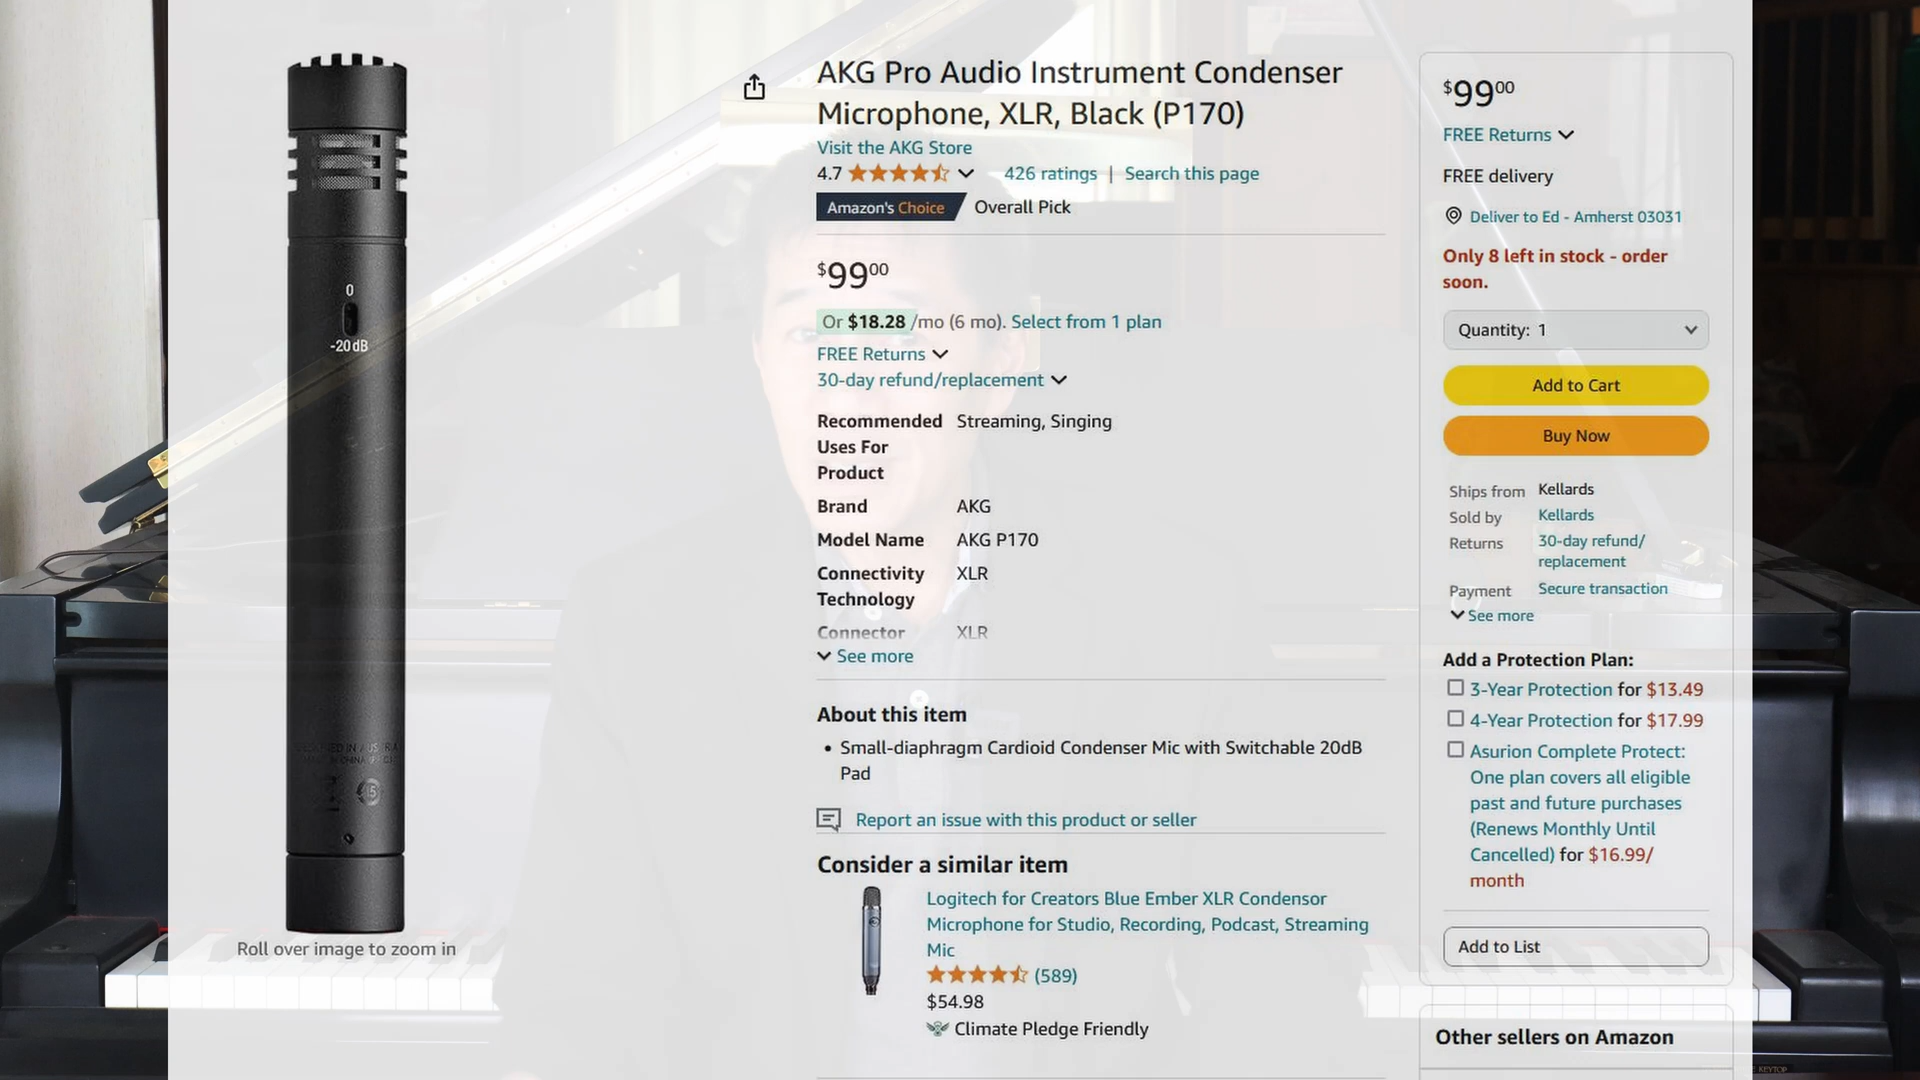 AKG Pro Audio Instrument Condenser
Microphone, XLR, Black (P170)
Visit the AKG Store
4.7
426 ratings | Search this page
Amazon's Choice Overall Pick
$99 00
Or $18.28 /mo (6 mo). Select from 1 plan
FREE Returns
30-day refund/replacement
Recommended Uses For Product Streaming, Singing
Brand AKG
Model Name AKG P170
Connectivity Technology XLR
Connector XLR
See more
About this item
• Small-diaphragm Cardioid Condenser Mic with Switchable 20dB
Pad
Report an issue with this product or seller
Consider a similar item
Logitech for Creators Blue Ember XLR Condensor
Microphone for Studio, Recording, Podcast, Streaming
Mic
(589)
$54.98
Climate Pledge Friendly
0
-20dB
Roll over image to zoom in
$99 00
FREE Returns
FREE delivery
Deliver to Ed - Amherst 03031
Only 8 left in stock - order
soon.
Quantity: 1
Add to Cart
Buy Now
Ships from Kellards
Sold by Kellards
Returns 30-day refund/
replacement
Payment Secure transaction
See more
Add a Protection Plan:
3-Year Protection for $13.49
4-Year Protection for $17.99
Asurion Complete Protect:
One plan covers all eligible
past and future purchases
(Renews Monthly Until
Cancelled) for $16.99/
month
Add to List
Other sellers on Amazon